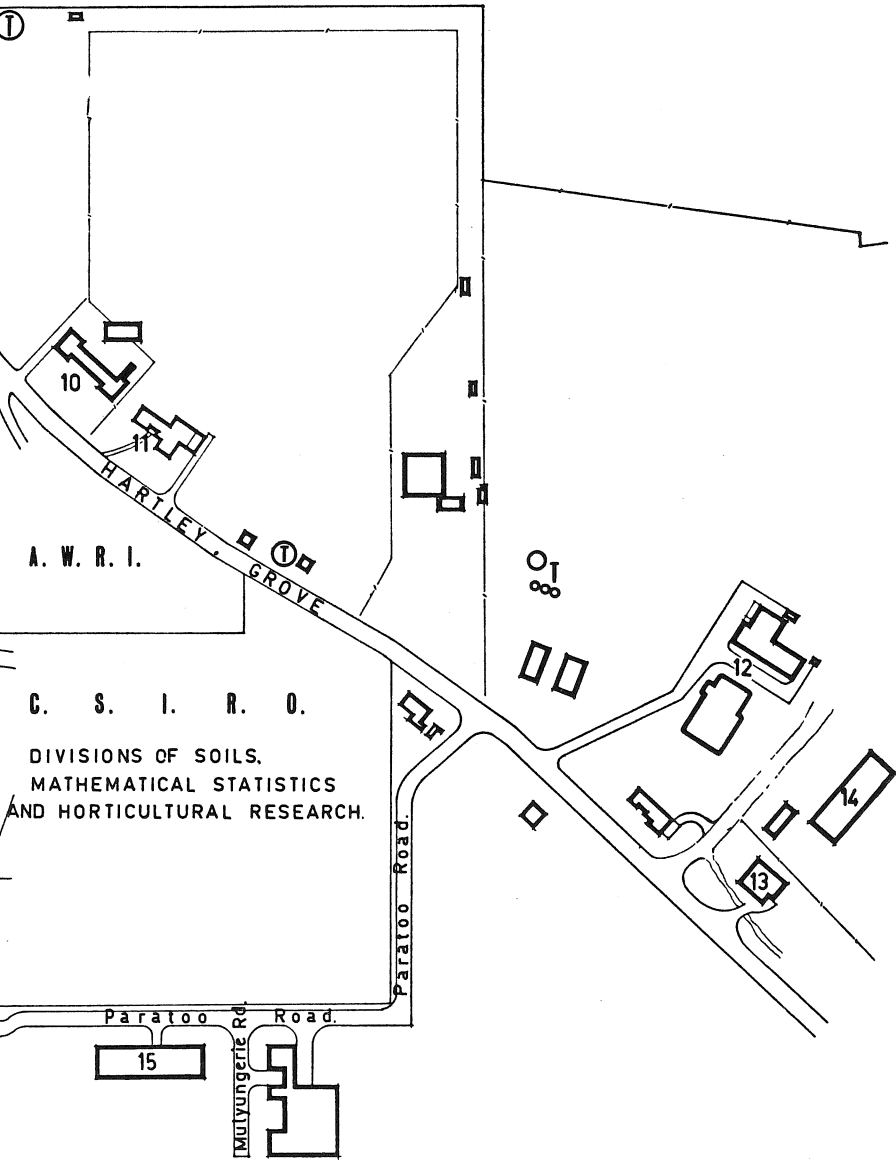 T
10
11
HARTLEY.
GROVE
T
A. W. R. I.
T
12
C. S. I. R. O.
DIVISIONS OF SOILS,
MATHEMATICAL STATISTICS
AND HORTICULTURAL RESEARCH.
14
13
Paratoo Road.
Paratoo Road.
Mulyungerie Rd.
15